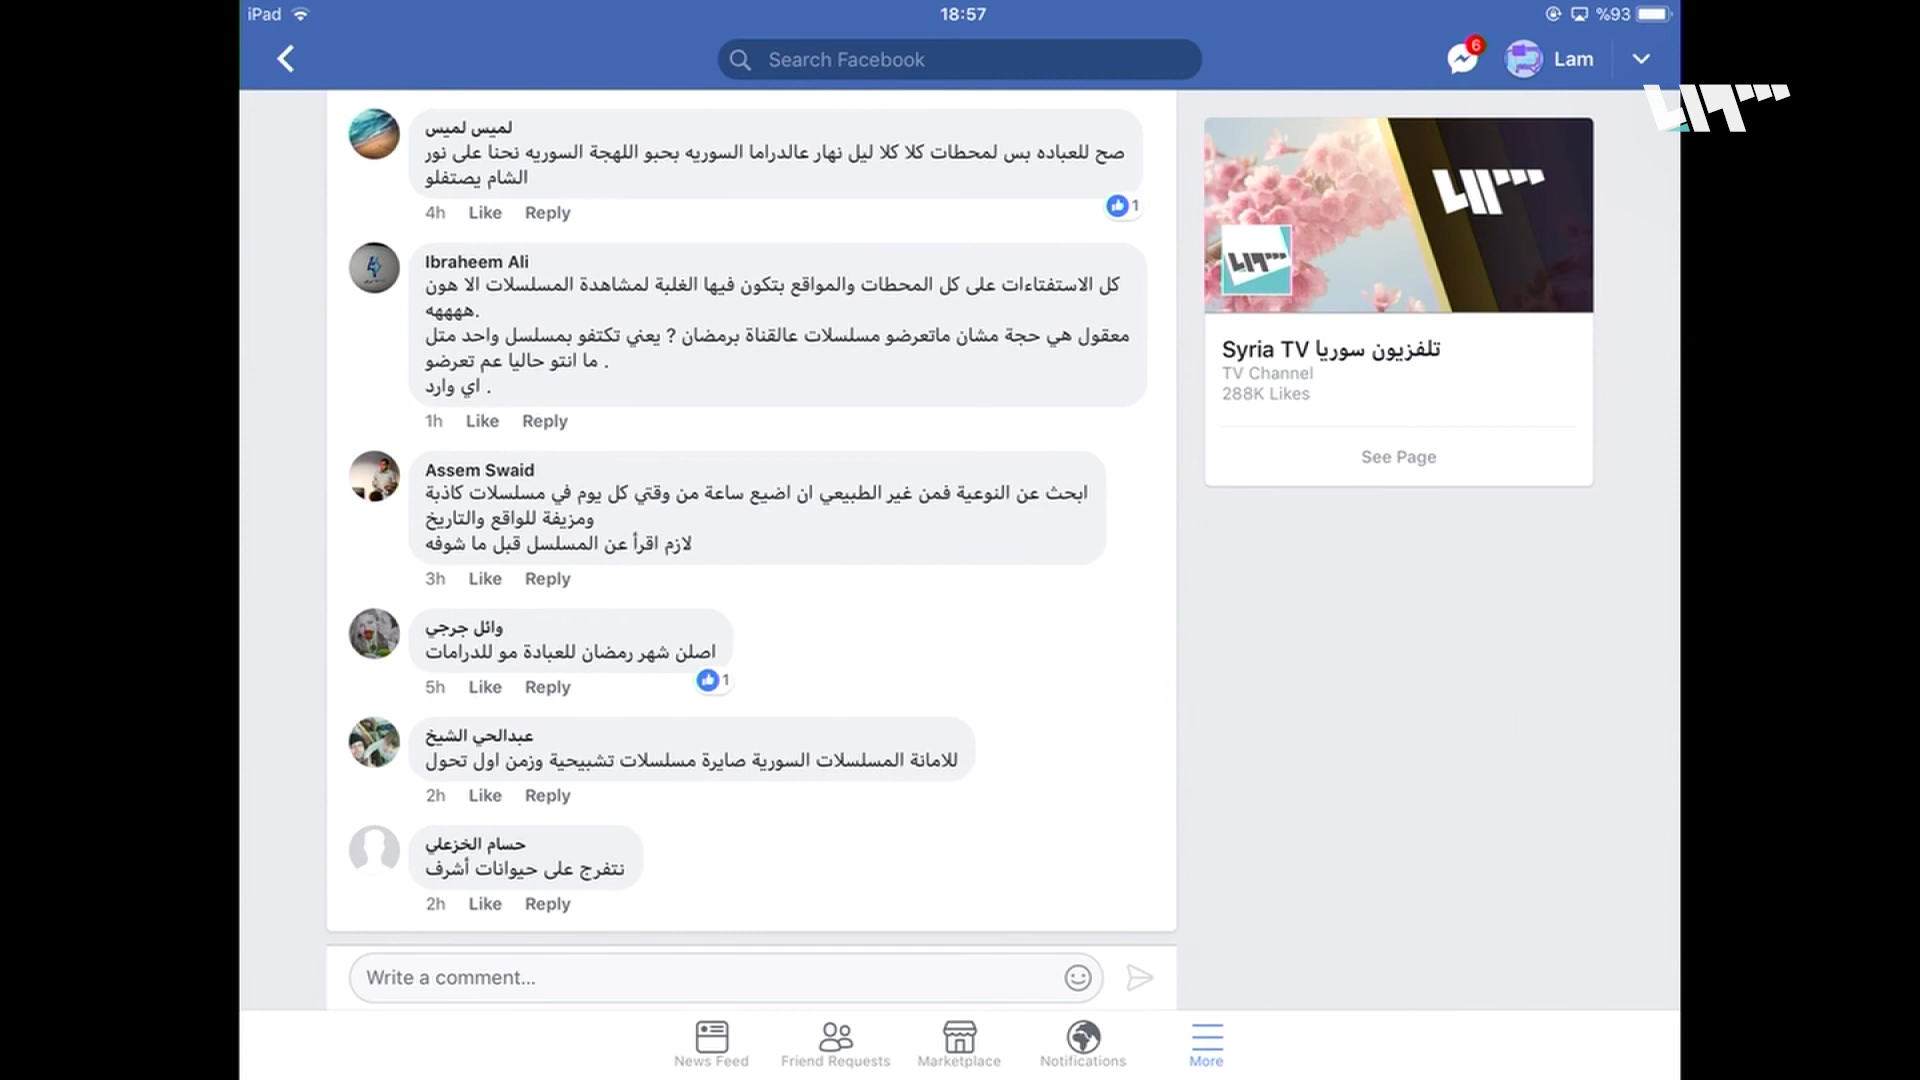 iPad
18:57
%93
Search Facebook
6
Lam
لميس لميس
صح للعباده بس لمحطات كلا كلا ليل نهار عالدراما السوريه بحبو اللهجة السوريه نحنا على نور
الشام يصتفلو
4h Like Reply
1
Ibraheem Ali
كل الاستفتاءات على كل المحطات والمواقع بتكون فيها الغلبة لمشاهدة المسلسلات الا هون
.ههههه
معقول هي حجة مشان ماتعرضو مسلسلات عالقناة برمضان ? يعني تكتفو بمسلسل واحد متل
ما انتو حاليا عم تعرضو .
اي وارد .
1h Like Reply
Assem Swaid
ابحث عن النوعية فمن غير الطبيعي ان اضيع ساعة من وقتي كل يوم في مسلسلات كاذبة
ومزيفة للواقع والتاريخ
لازم اقرأ عن المسلسل قبل ما شوفه
3h Like Reply
وائل جرجي
اصلن شهر رمضان للعبادة مو للدرامات
5h Like Reply
1
عبدالحي الشيخ
للامانة المسلسلات السورية صايرة مسلسلات تشبيحية وزمن اول تحول
2h Like Reply
حسام الخزعلي
نتفرج على حيوانات أشرف
2h Like Reply
Write a comment...
Syria TV تلفزيون سوريا
TV Channel
288K Likes
See Page
News Feed
Friend Requests
Marketplace
Notifications
More